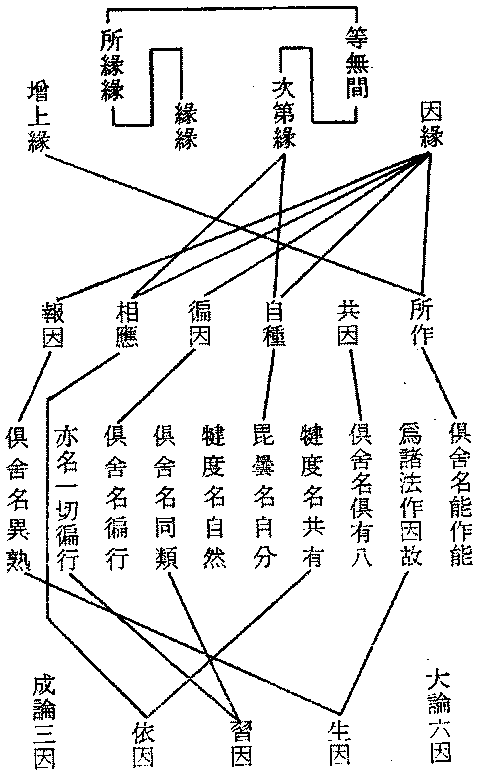 等無間
所緣緣
因緣
次第緣
緣緣
增上緣
所作
共因
自種
徧因
相應
報因
俱舍名能作能
為諸法作因故
俱舍名俱有八
犍度名共有
毘曇名自分
犍度名自然
俱舍名同類
俱舍名徧行
亦名一切徧行
俱舍名異熟
大論六因
生因
習因
依因
成論三因